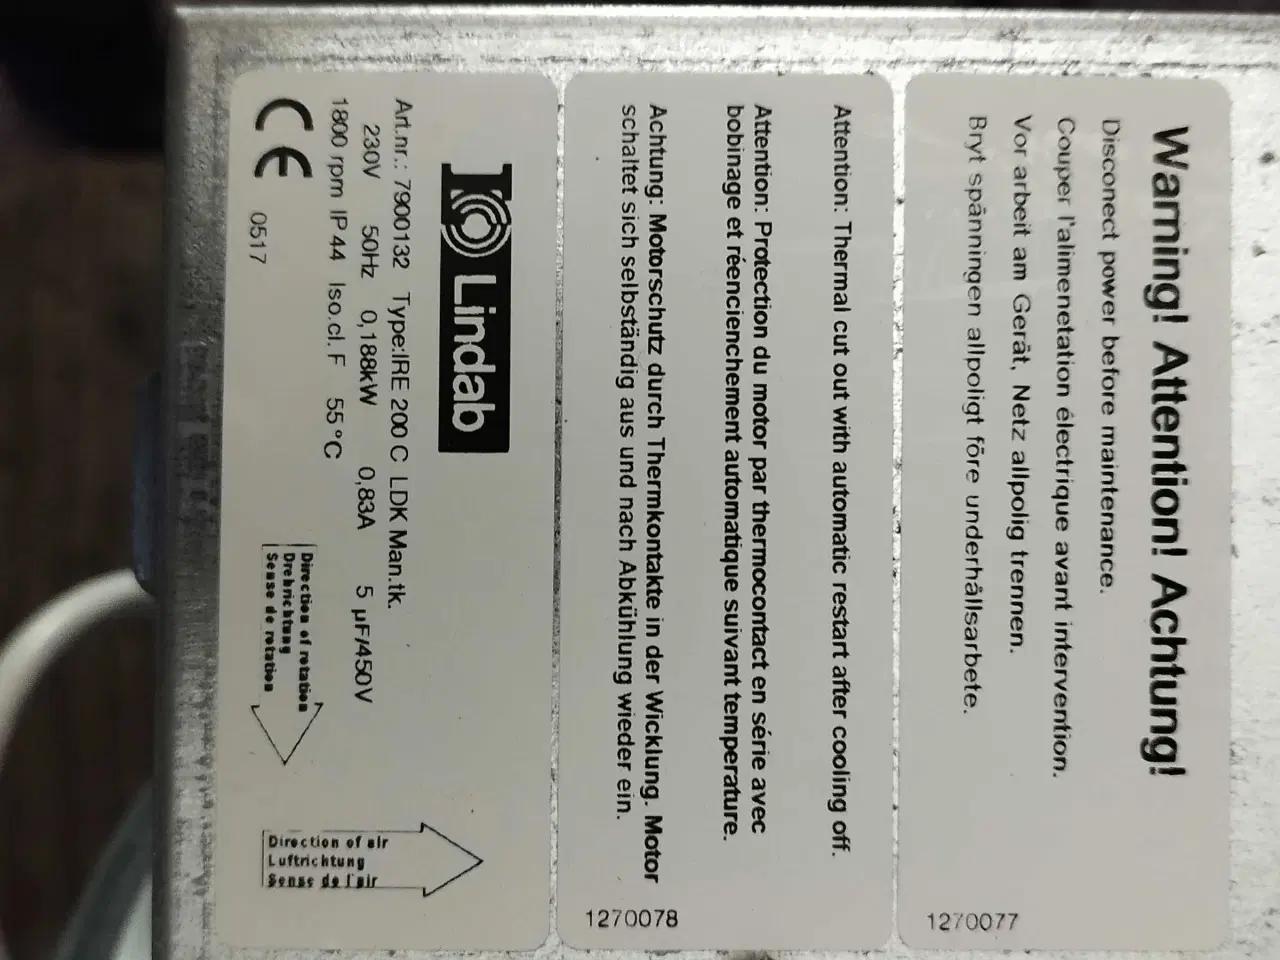 Warning! Attention! Achtung!
Disconect power before maintenance.
Couper l'alimenetation électrique avant intervention.
Vor arbeit am Gerät, Netz allpolig trennen.
Bryt spänningen allpoligt före underhållsarbete.
1270077
Attention: Thermal cut out with automatic restart after cooling off.
Attention: Protection du moteur par thermocontact en série avec
bobinage et réencienchement automatique suivant temperature.
Achtung: Motorschutz durch Thermkontakte in der Wicklung. Motor
schaltet sich selbständig aus und nach Abkühlung wieder ein.
1270078
Lindab
Art.nr.: 7900132 Type:IRE 200 C LDK Man.tk.
230V 50Hz 0,188kW 0,83A 5 µF/450V
1800 rpm IP 44 Iso.cl. F 55 °C
CE 0517
Direction of rotation
Drehrichtung
Sense de rotation
Direction of air
Luftrichtung
Sense de l'air